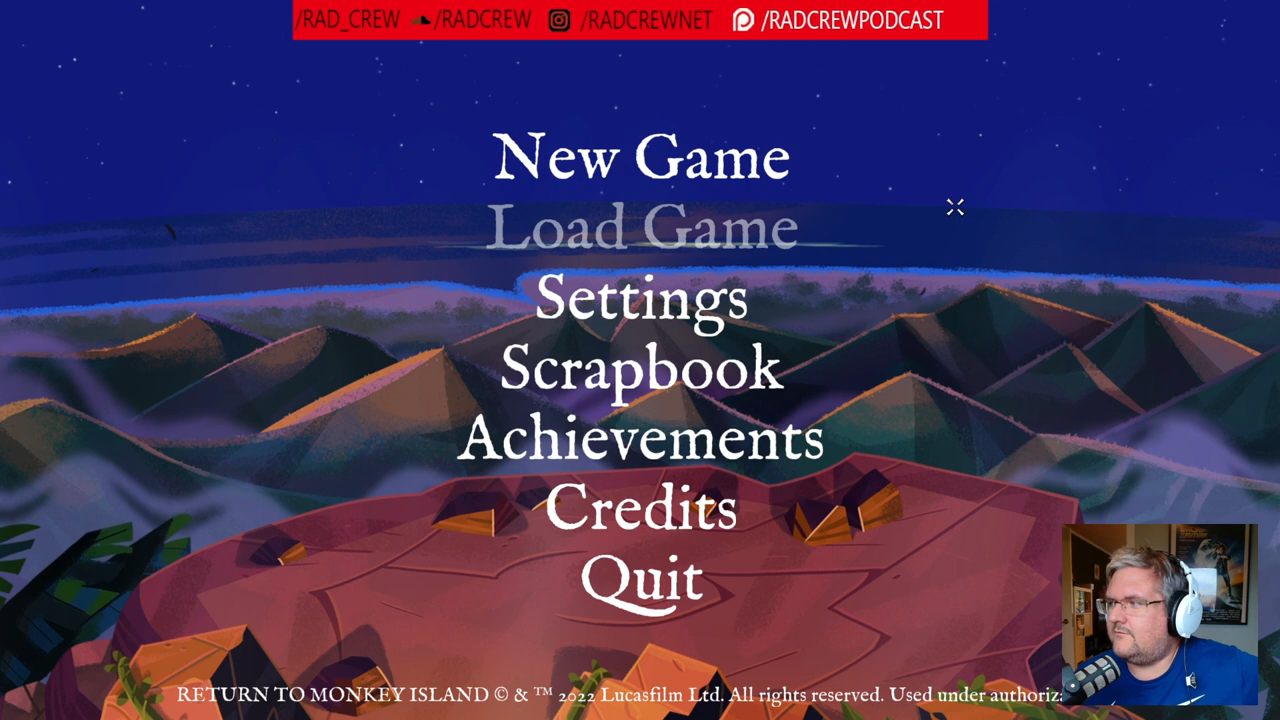 /RAD_CREW /RADCREW /RADCREWNET /RADCREWPODCAST
New Game
Load Game
Settings
Scrapbook
Achievements
Credits
Quit
RETURN TO MONKEY ISLAND © & ™ 2022 Lucasfilm Ltd. All rights reserved. Used under authoriz